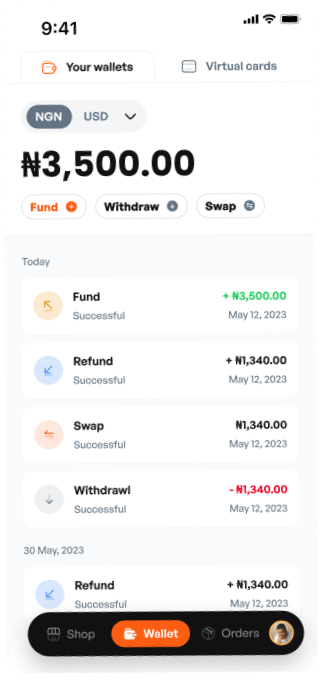 9:41
Your wallets Virtual cards
NGN USD
₦3,500.00
Fund Withdraw Swap
Today
Fund + ₦3,500.00
Successful May 12, 2023
Refund + ₦1,340.00
Successful May 12, 2023
Swap ₦1,340.00
Successful May 12, 2023
Withdrawl - ₦1,340.00
Successful May 12, 2023
30 May, 2023
Refund + ₦1,340.00
Successful May 12, 2023
Shop Wallet Orders